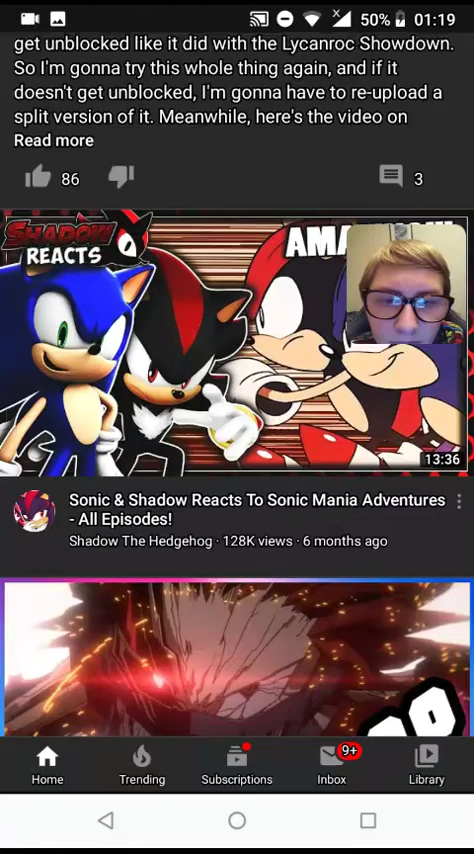 50% 01:19
get unblocked like it did with the Lycanroc Showdown.
So I'm gonna try this whole thing again, and if it
doesn't get unblocked, I'm gonna have to re-upload a
split version of it. Meanwhile, here's the video on
Read more
86
3
SHADOW
REACTS
13:36
Sonic & Shadow Reacts To Sonic Mania Adventures
- All Episodes!
Shadow The Hedgehog · 128K views · 6 months ago
9+
Home
Trending
Subscriptions
Inbox
Library